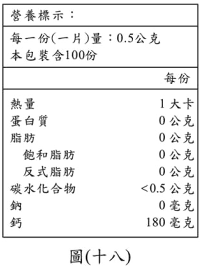 營養標示：
每一份(一片)量：0.5公克
本包裝含100份
每份
熱量 1 大卡
蛋白質 0 公克
脂肪 0 公克
飽和脂肪 0 公克
反式脂肪 0 公克
碳水化合物 <0.5 公克
鈉 0 毫克
鈣 180 毫克
圖(十八)